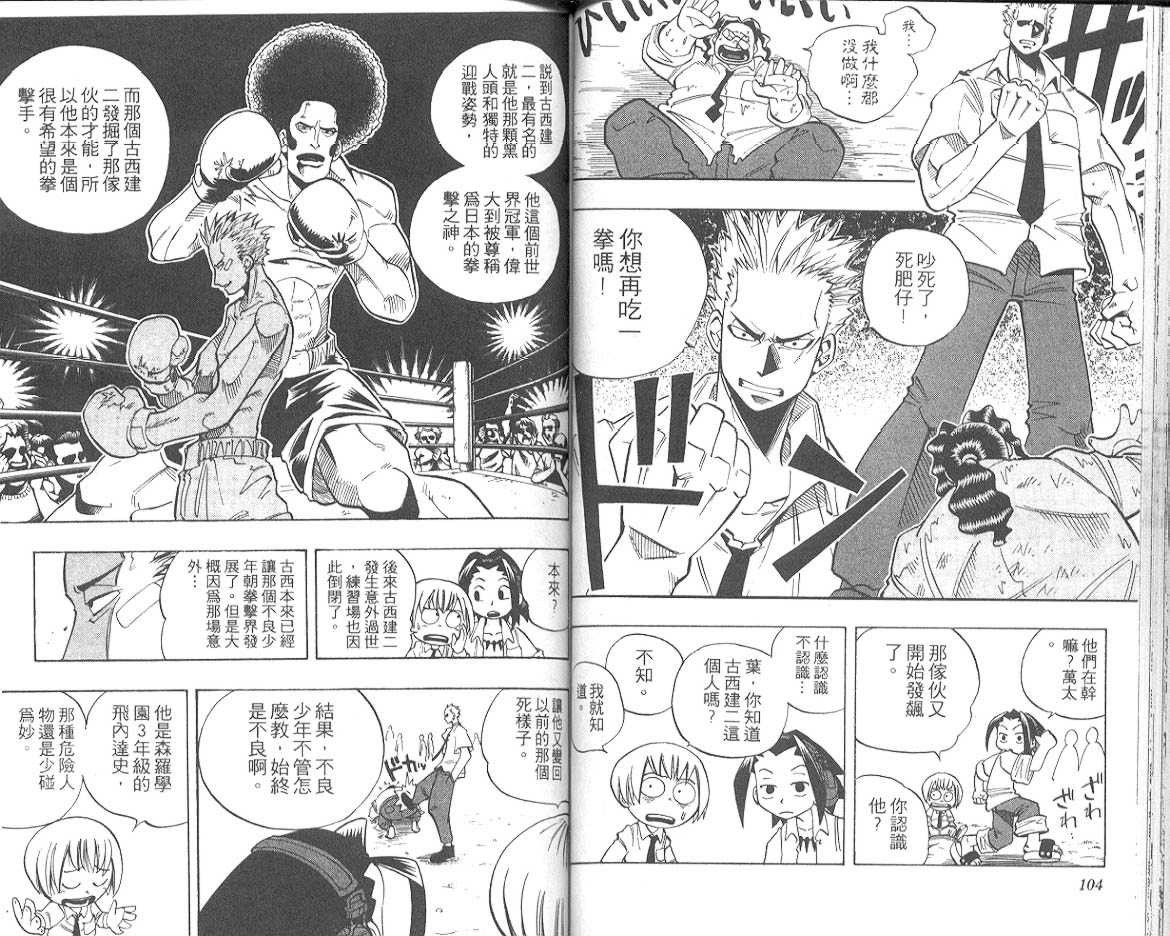 我…
我什麼都
沒做啊…
吵死了，
死肥仔！
你想再吃一
拳嗎！
他們在幹
嘛？萬太
。
ざわ
ざわ…
那傢伙又
開始發飆
了。
你認識
他？
什麼認識
不認識…
葉，你知道
古西建二這
個人嗎？
不知。
我就知
道。
104
説到古西建
二，最有名的
就是他那顆黑
人頭和獨特的
迎戰姿勢，
他這個前世
界冠軍，偉
大到被尊稱
爲日本的拳
擊之神。
而那個古西建
二發掘了那傢
伙的才能，所
以他本來是個
很有希望的拳
擊手。
本來？
後來古西建二
發生意外過世
，練習場也因
此倒閉了。
古西本來已經
讓那個不良少
年朝拳擊界發
展了。但是大
概因爲那場意
外…
讓他又變回
以前的那個
死樣子。
ドカッ
結果，不良
少年不管怎
麼教，始終
是不良啊。
他是森羅學
園3年級的
飛內達史，
那種危險人
物還是少碰
爲妙。